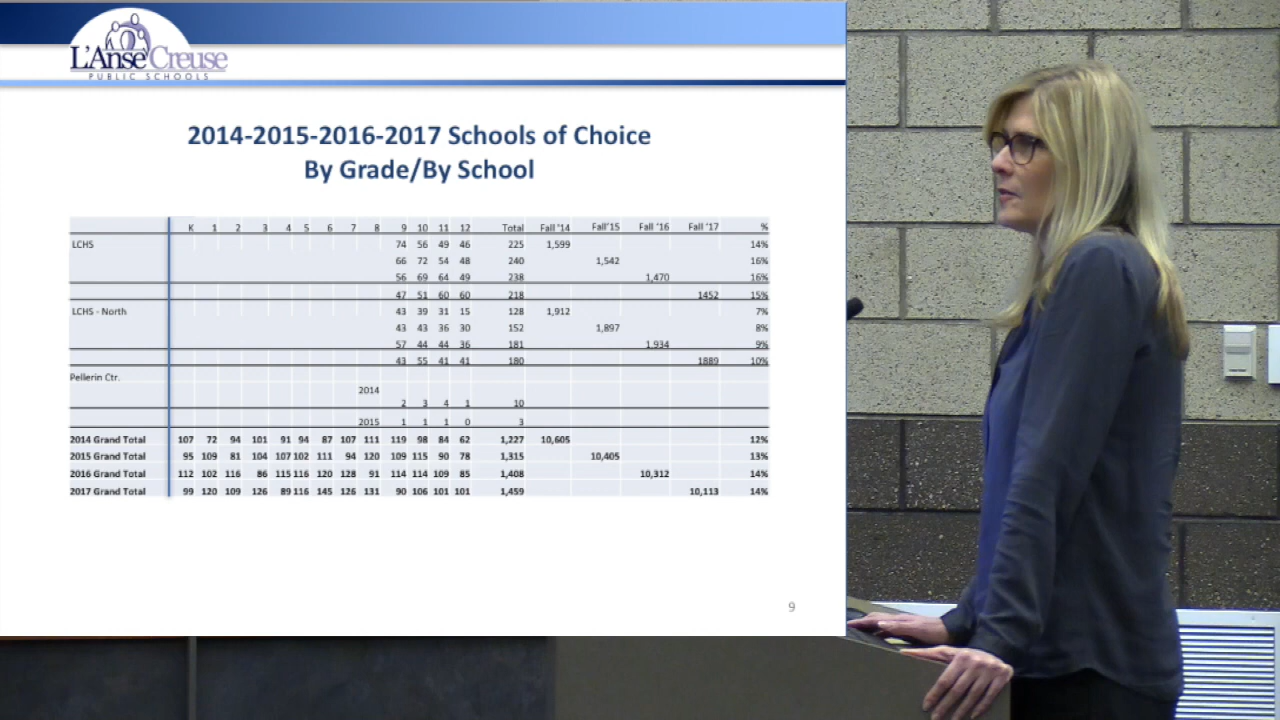 L'AnseCreuse
PUBLIC SCHOOLS
2014-2015-2016-2017 Schools of Choice
By Grade/By School
K 1 2 3 4 5 6 7 8 9 10 11 12 Total Fall '14 Fall'15 Fall '16 Fall '17 %
LCHS 74 56 49 46 225 1,599 14%
66 72 54 48 240 1,542 16%
56 69 64 49 238 1,470 16%
47 51 60 60 218 1452 15%
LCHS - North 43 39 31 15 128 1,912 7%
43 43 36 30 152 1,897 8%
57 44 44 36 181 1,934 9%
43 55 41 41 180 1889 10%
Pellerin Ctr.
2014
2 3 4 1 10
2015 1 1 1 0 3
2014 Grand Total 107 72 94 101 91 94 87 107 111 119 98 84 62 1,227 10,605 12%
2015 Grand Total 95 109 81 104 107 102 111 94 120 109 115 90 78 1,315 10,405 13%
2016 Grand Total 112 102 116 86 115 116 120 128 91 114 114 109 85 1,408 10,312 14%
2017 Grand Total 99 120 109 126 89 116 145 126 131 90 106 101 101 1,459 10,113 14%
9